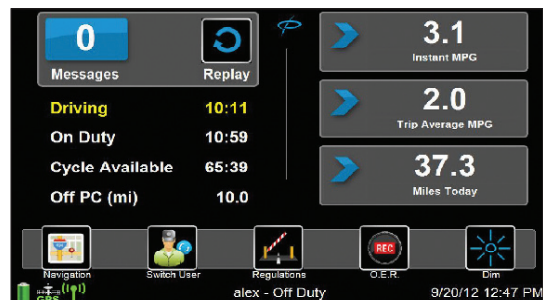 0
Messages
Replay
Driving 10:11
On Duty 10:59
Cycle Available 65:39
Off PC (mi) 10.0
3.1
Instant MPG
2.0
Trip Average MPG
37.3
Miles Today
Navigation
Switch User
Regulations
REC
O.E.R.
Dim
GPS
alex - Off Duty
9/20/12 12:47 PM